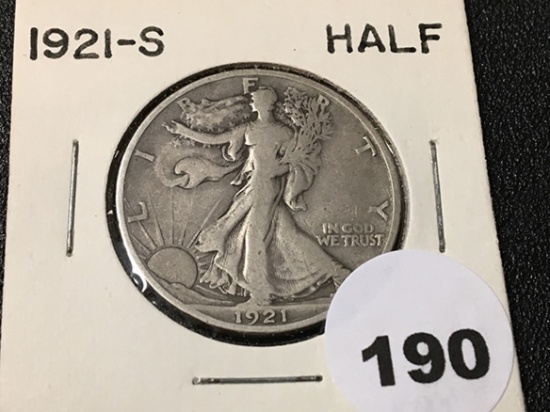 1921-S HALF
LIBERTY
IN GOD
WE TRUST
1921
190